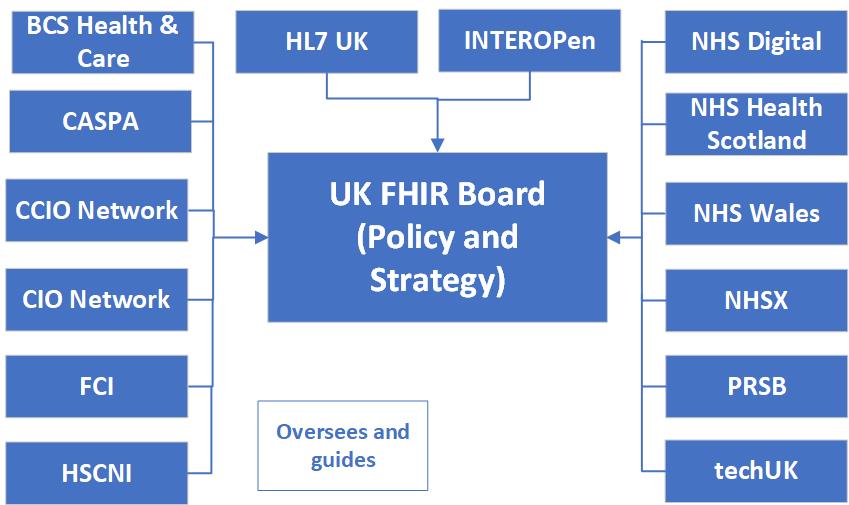 BCS Health &
Care
HL7 UK
INTEROPen
NHS Digital
CASPA
NHS Health
Scotland
CCIO Network
UK FHIR Board
(Policy and
Strategy)
NHS Wales
CIO Network
NHSX
FCI
PRSB
Oversees and
guides
HSCNI
techUK